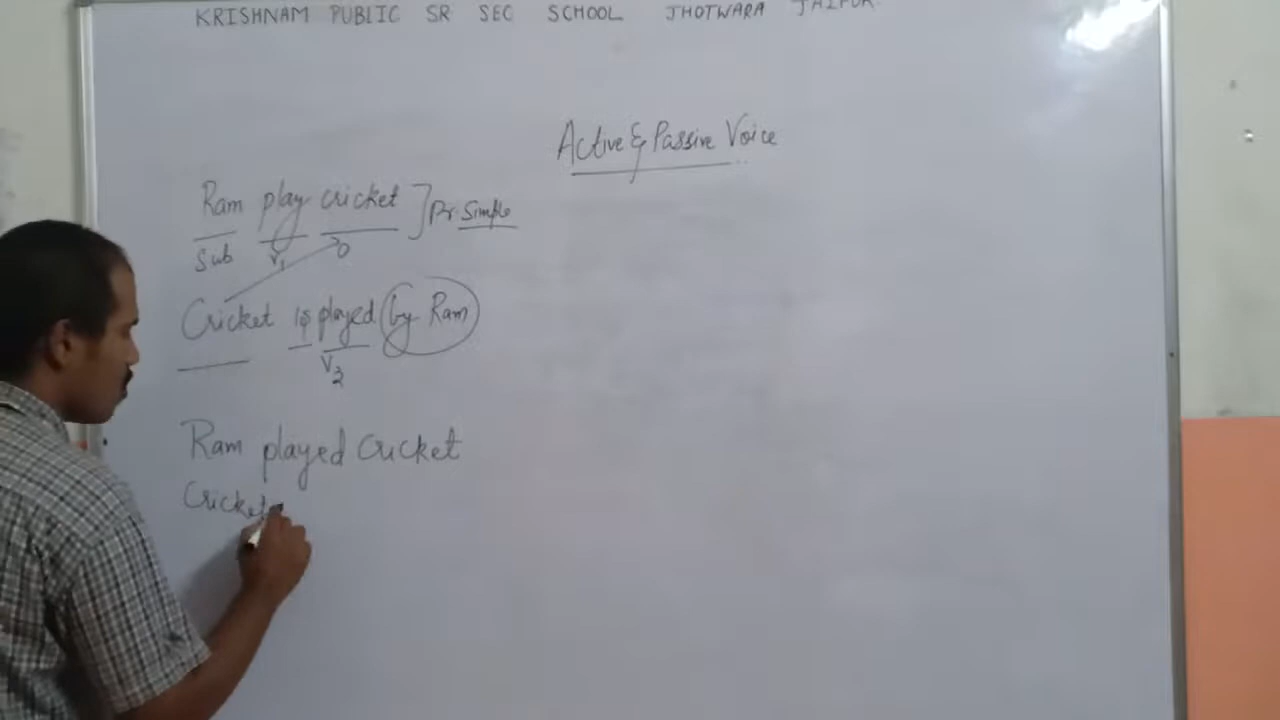 KRISHNAM PUBLIC SR SEC SCHOOL JHOTWARA JAIPUR
Active & Passive Voice
Ram play cricket ] Pr. Simple
Sub V1 O
Cricket is played by Ram
V3
Ram played Cricket
Cricket